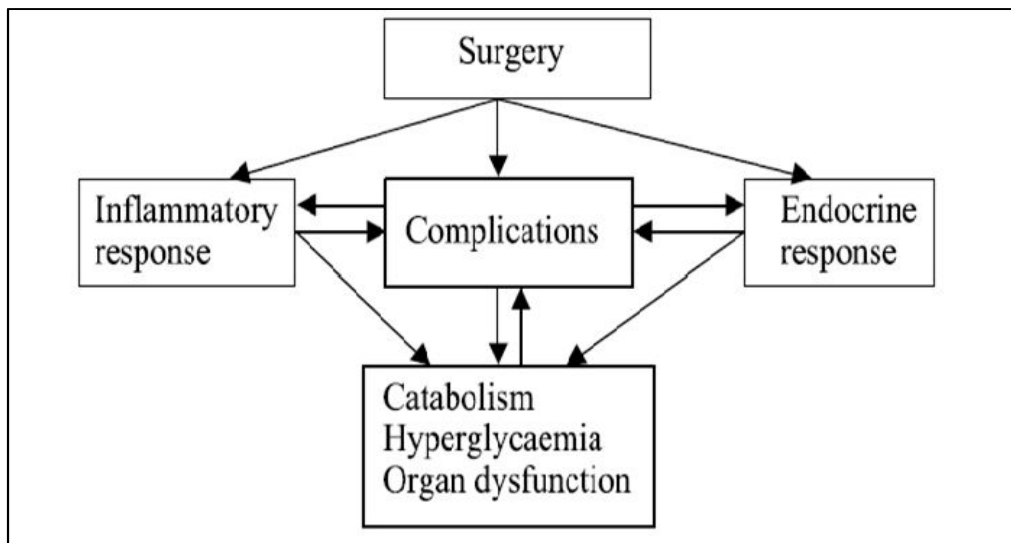 Surgery
Inflammatory
response
Complications
Endocrine
response
Catabolism
Hyperglycaemia
Organ dysfunction